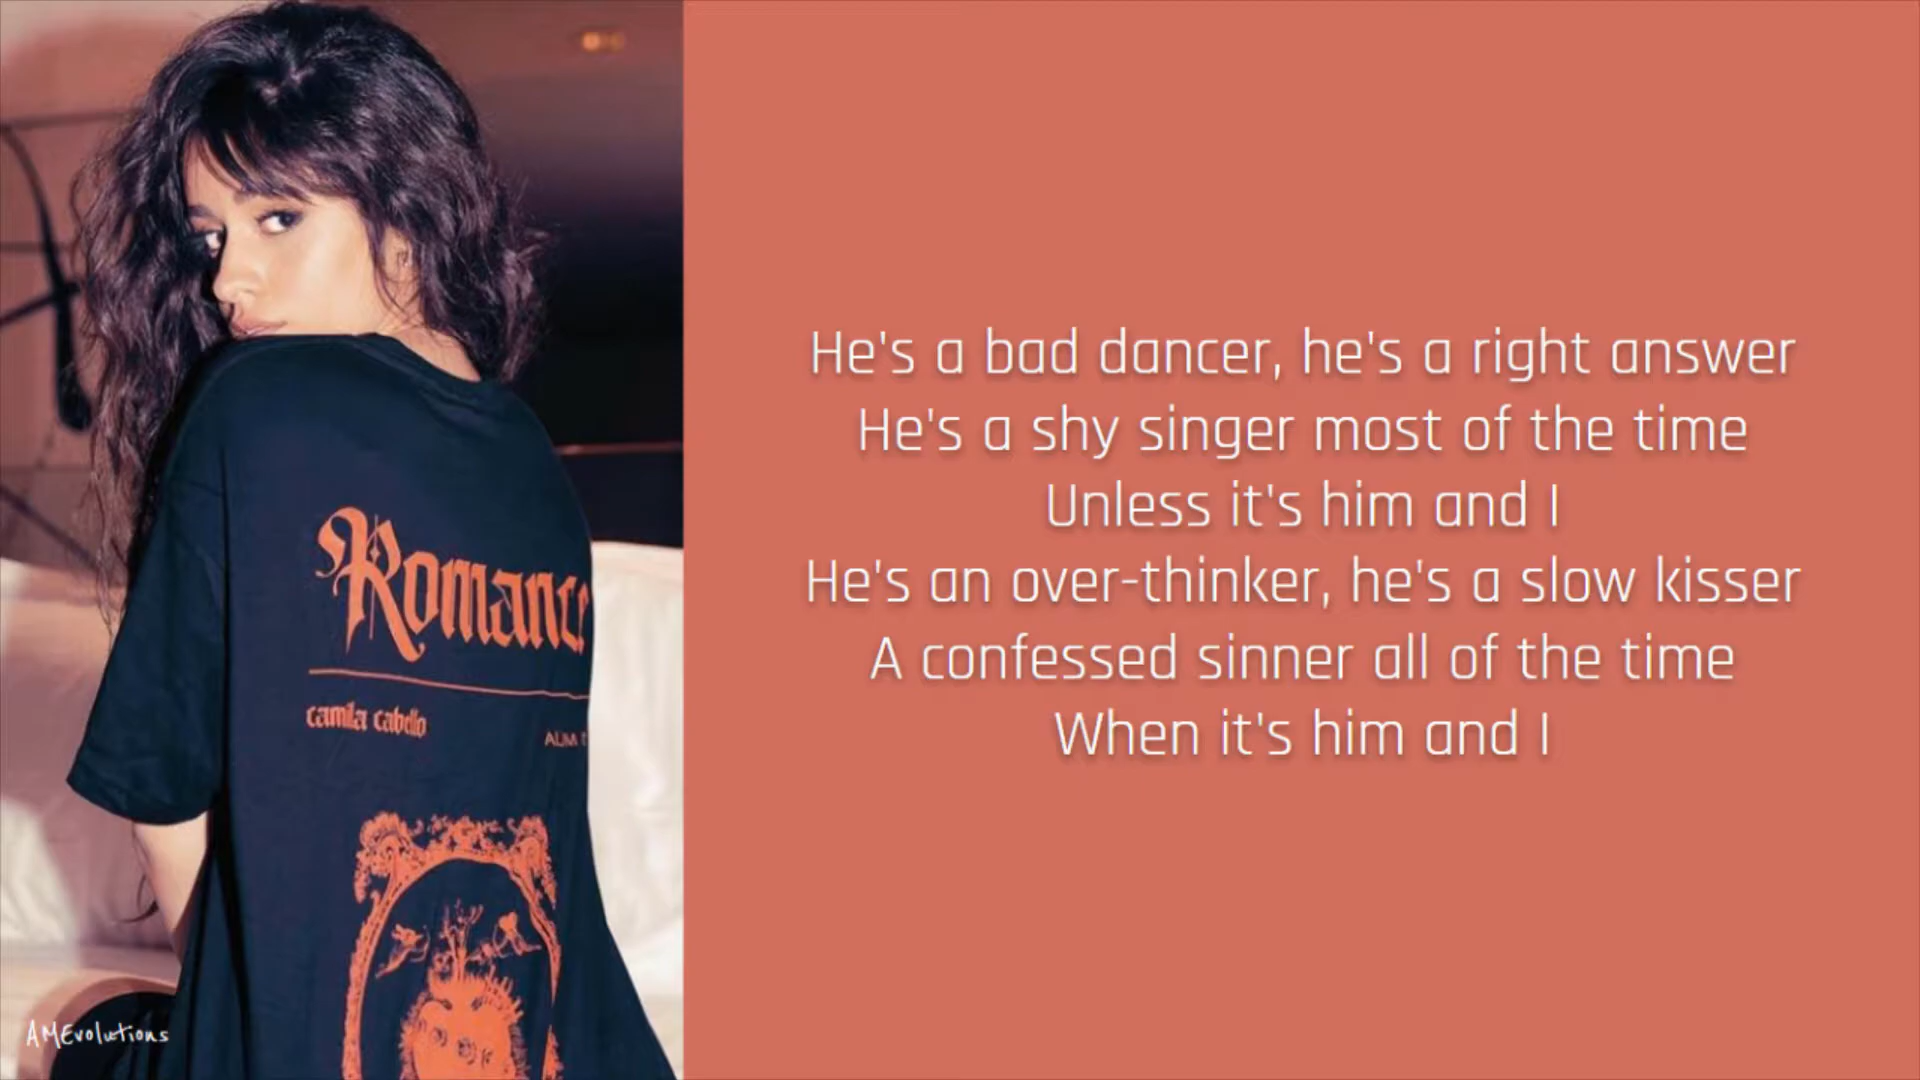 He's a bad dancer, he's a right answer
He's a shy singer most of the time
Unless it's him and I
He's an over-thinker, he's a slow kisser
A confessed sinner all of the time
When it's him and I
Romance
camila cabello
AMEvolutions